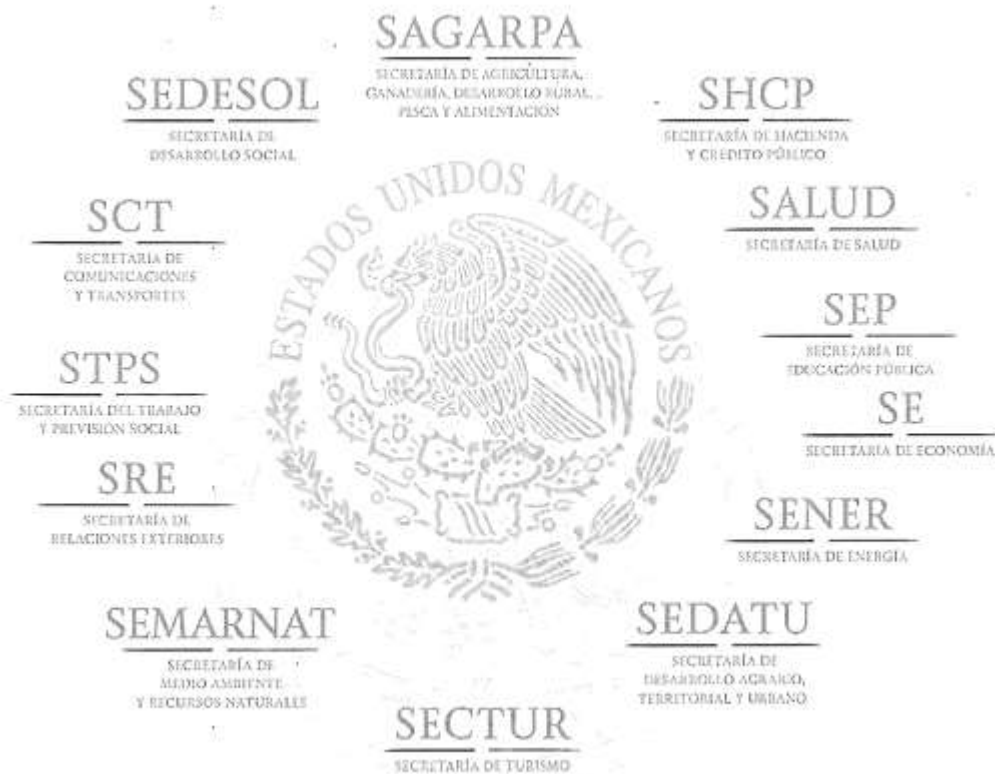 SAGARPA
SECRETARÍA DE AGRICULTURA,
GANADERÍA, DESARROLLO RURAL,
PESCA Y ALIMENTACIÓN
SEDESOL
SECRETARÍA DE
DESARROLLO SOCIAL
SHCP
SECRETARÍA DE HACIENDA
Y CRÉDITO PÚBLICO
SCT
SECRETARÍA DE
COMUNICACIONES
Y TRANSPORTES
ESTADOS UNIDOS MEXICANOS
SALUD
SECRETARÍA DE SALUD
SEP
SECRETARÍA DE
EDUCACIÓN PÚBLICA
STPS
SECRETARÍA DEL TRABAJO
Y PREVISIÓN SOCIAL
SE
SECRETARÍA DE ECONOMÍA
SRE
SECRETARÍA DE
RELACIONES EXTERIORES
SENER
SECRETARÍA DE ENERGÍA
SEMARNAT
SECRETARÍA DE
MEDIO AMBIENTE
Y RECURSOS NATURALES
SEDATU
SECRETARÍA DE
DESARROLLO AGRARIO,
TERRITORIAL Y URBANO
SECTUR
SECRETARÍA DE TURISMO